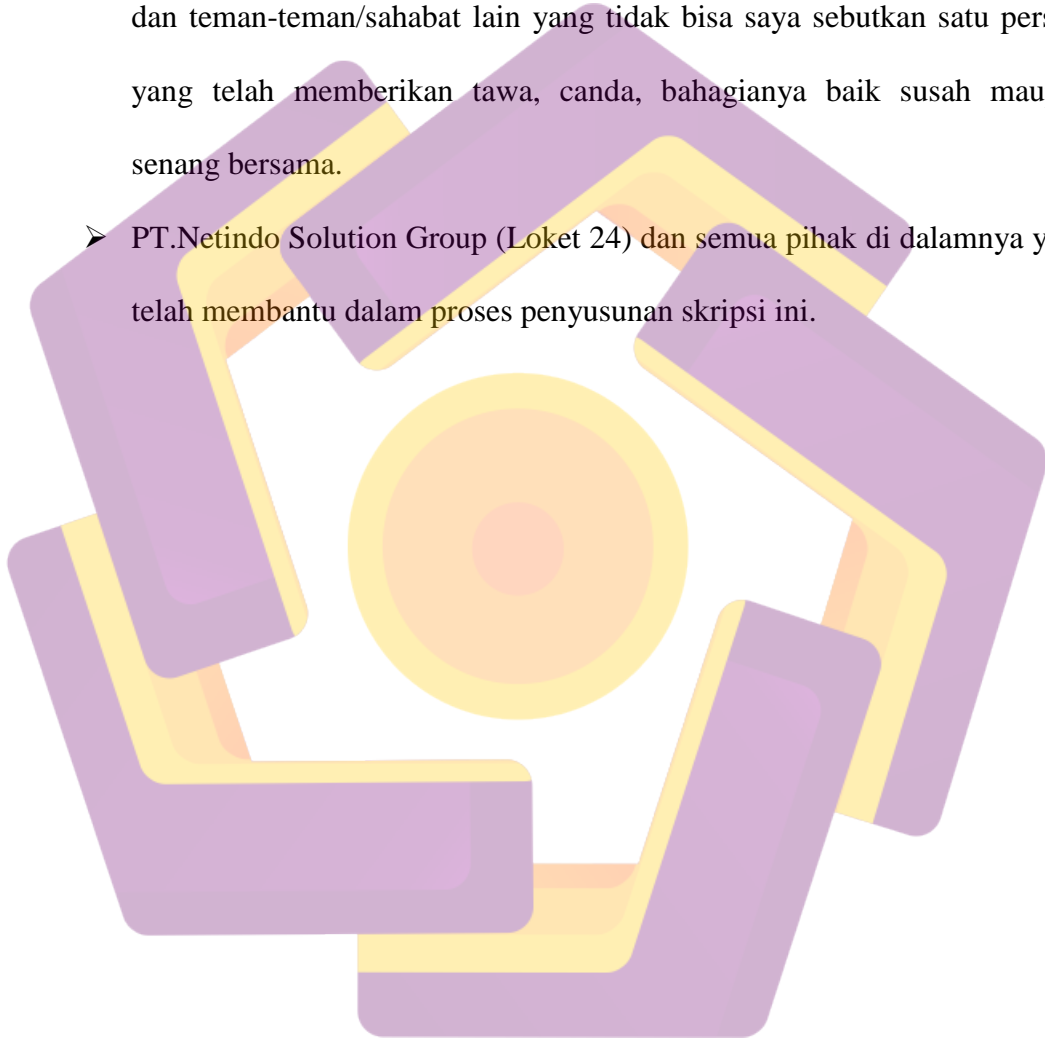 dan teman-teman/sahabat lain yang tidak bisa saya sebutkan satu pers
yang telah memberikan tawa, canda, bahagianya baik susah mau
senang bersama.
➢ PT.Netindo Solution Group (Loket 24) dan semua pihak di dalamnya y
telah membantu dalam proses penyusunan skripsi ini.